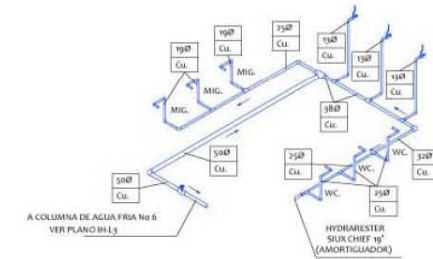 25Ø
Cu.
19Ø
Cu.
19Ø
Cu.
MIG.
MIG.
MIG.
13Ø
Cu.
13Ø
Cu.
13Ø
Cu.
38Ø
Cu.
50Ø
Cu.
50Ø
Cu.
25Ø
Cu.
WC.
WC.
WC.
32Ø
Cu.
25Ø
Cu.
A COLUMNA DE AGUA FRIA No 6
VER PLANO IH-L3
HYDRARESTER
SIUX CHIEF 19"
(AMORTIGUADOR)